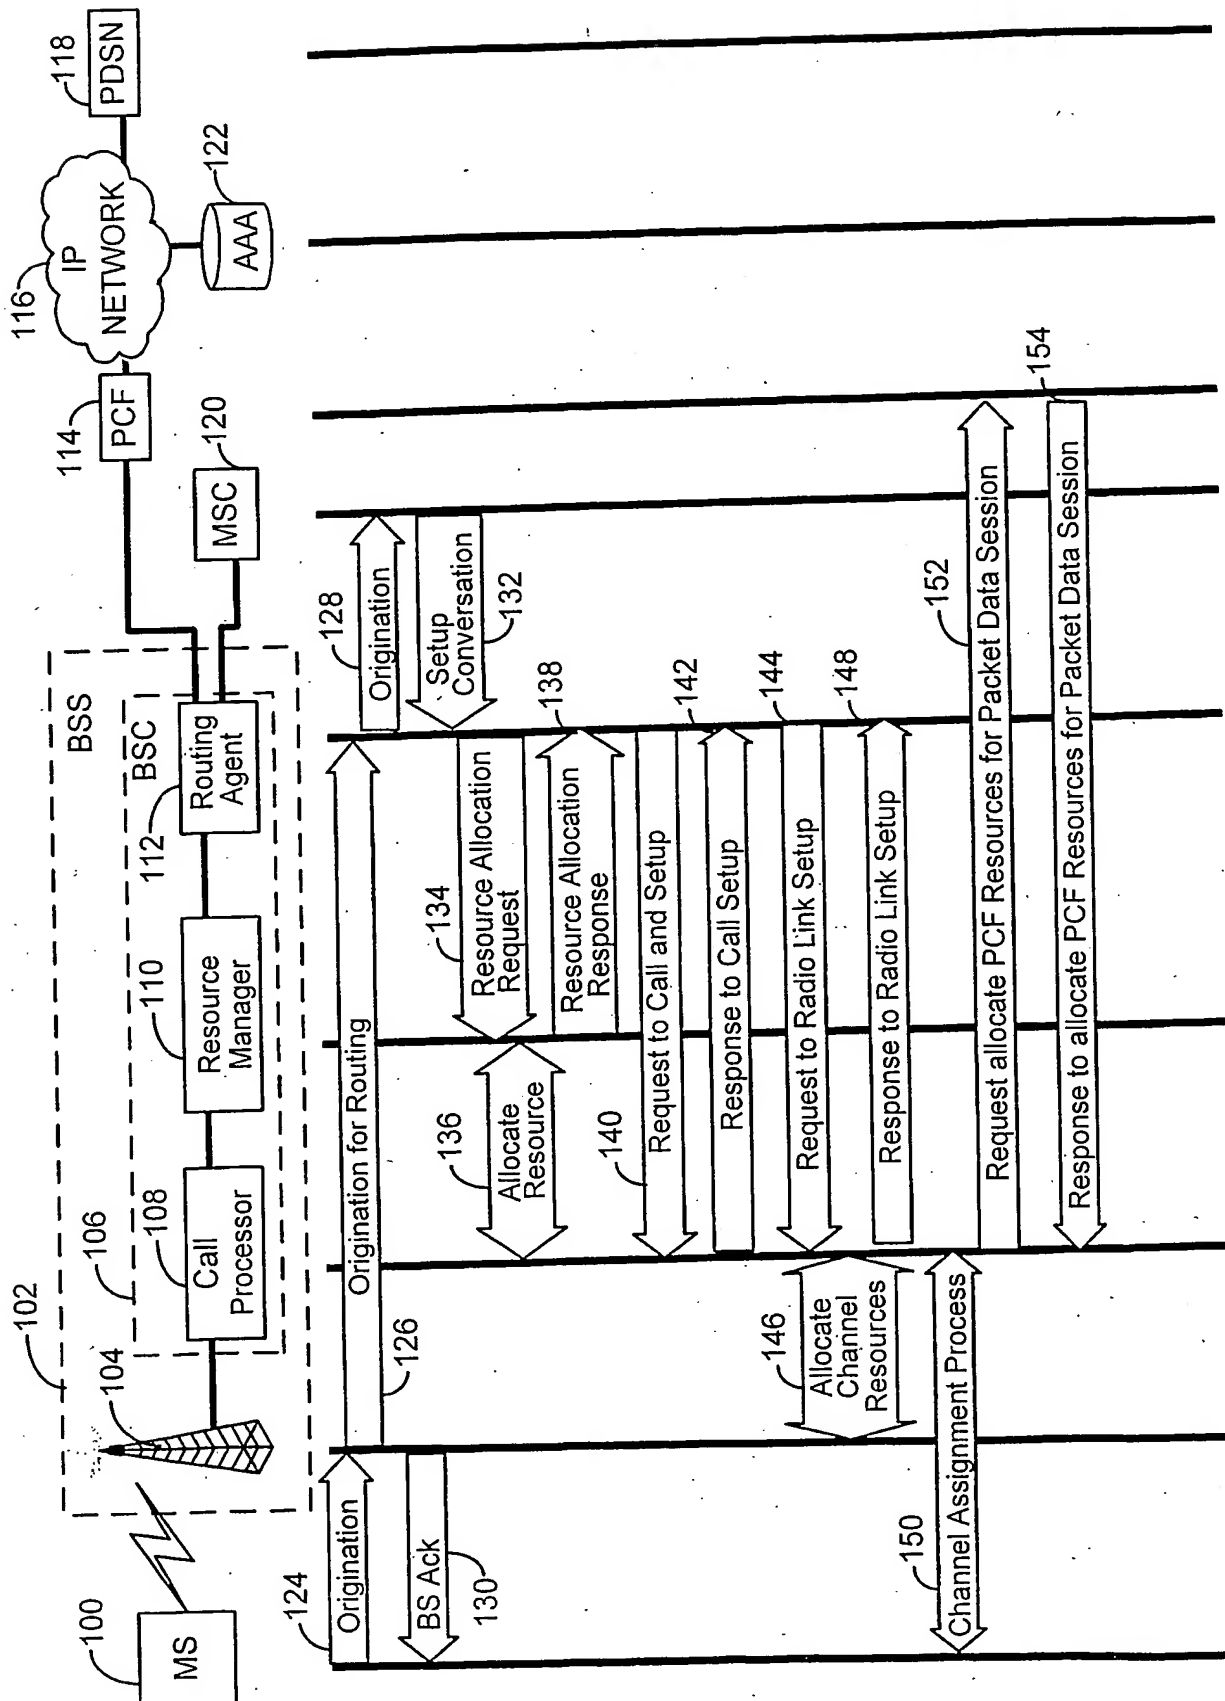 100
MS
102
BSS
104
106
BSC
108
Call
Processor
110
Resource
Manager
112
Routing
Agent
114
PCF
116
IP
NETWORK
118
PDSN
120
MSC
122
AAA
124
Origination
126
Origination for Routing
128
Origination
BS Ack
130
Setup
Conversation
132
134
Resource Allocation
Request
136
Allocate
Resource
138
Resource Allocation
Response
140
Request to Call and Setup
142
Response to Call Setup
144
Request to Radio Link Setup
146
Allocate
Channel
Resources
148
Response to Radio Link Setup
150
Channel Assignment Process
152
Request allocate PCF Resources for Packet Data Session
154
Response to allocate PCF Resources for Packet Data Session